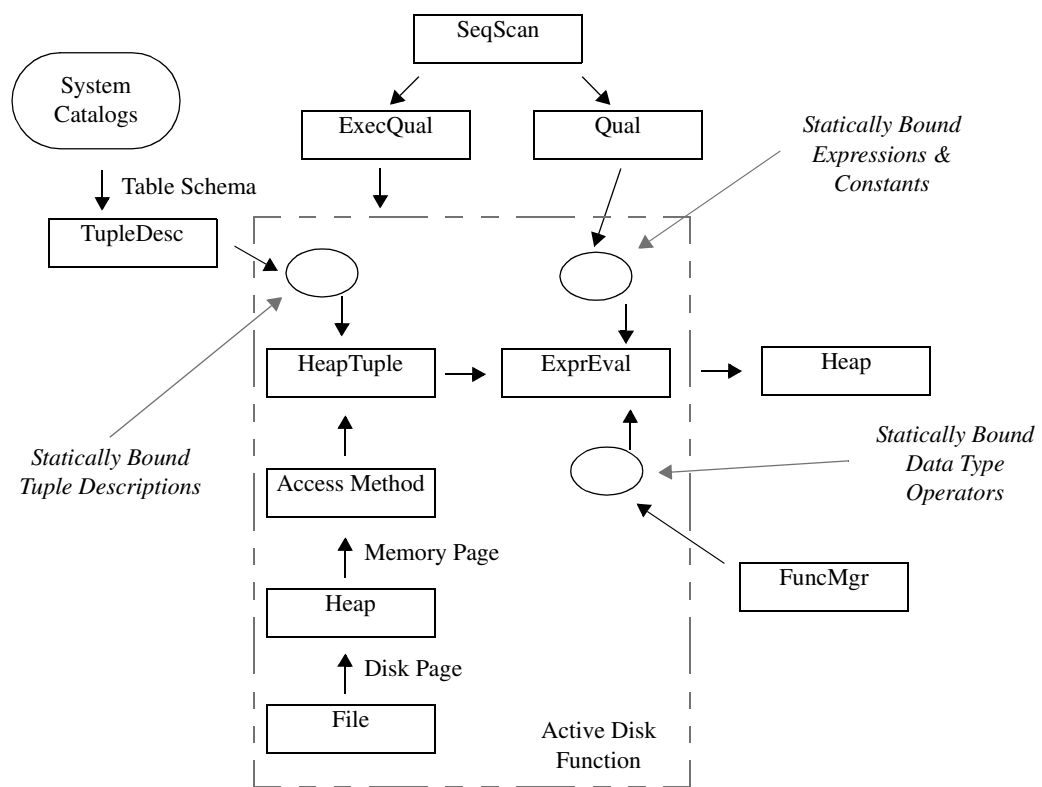 SeqScan
System
Catalogs
ExecQual
Qual
Statically Bound
Expressions &
Constants
Table Schema
TupleDesc
HeapTuple
ExprEval
Heap
Statically Bound
Tuple Descriptions
Access Method
Statically Bound
Data Type
Operators
Memory Page
Heap
FuncMgr
Disk Page
File
Active Disk
Function